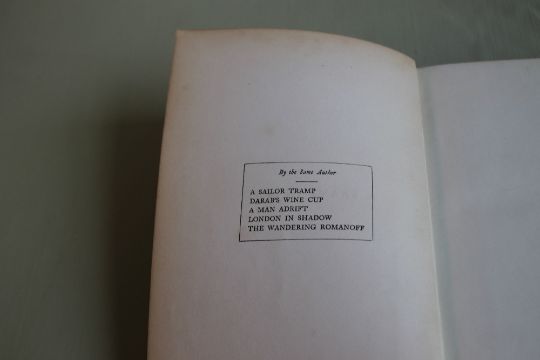 By the Same Author
A SAILOR TRAMP
DARAB'S WINE CUP
A MAN ADRIFT
LONDON IN SHADOW
THE WANDERING ROMANOFF